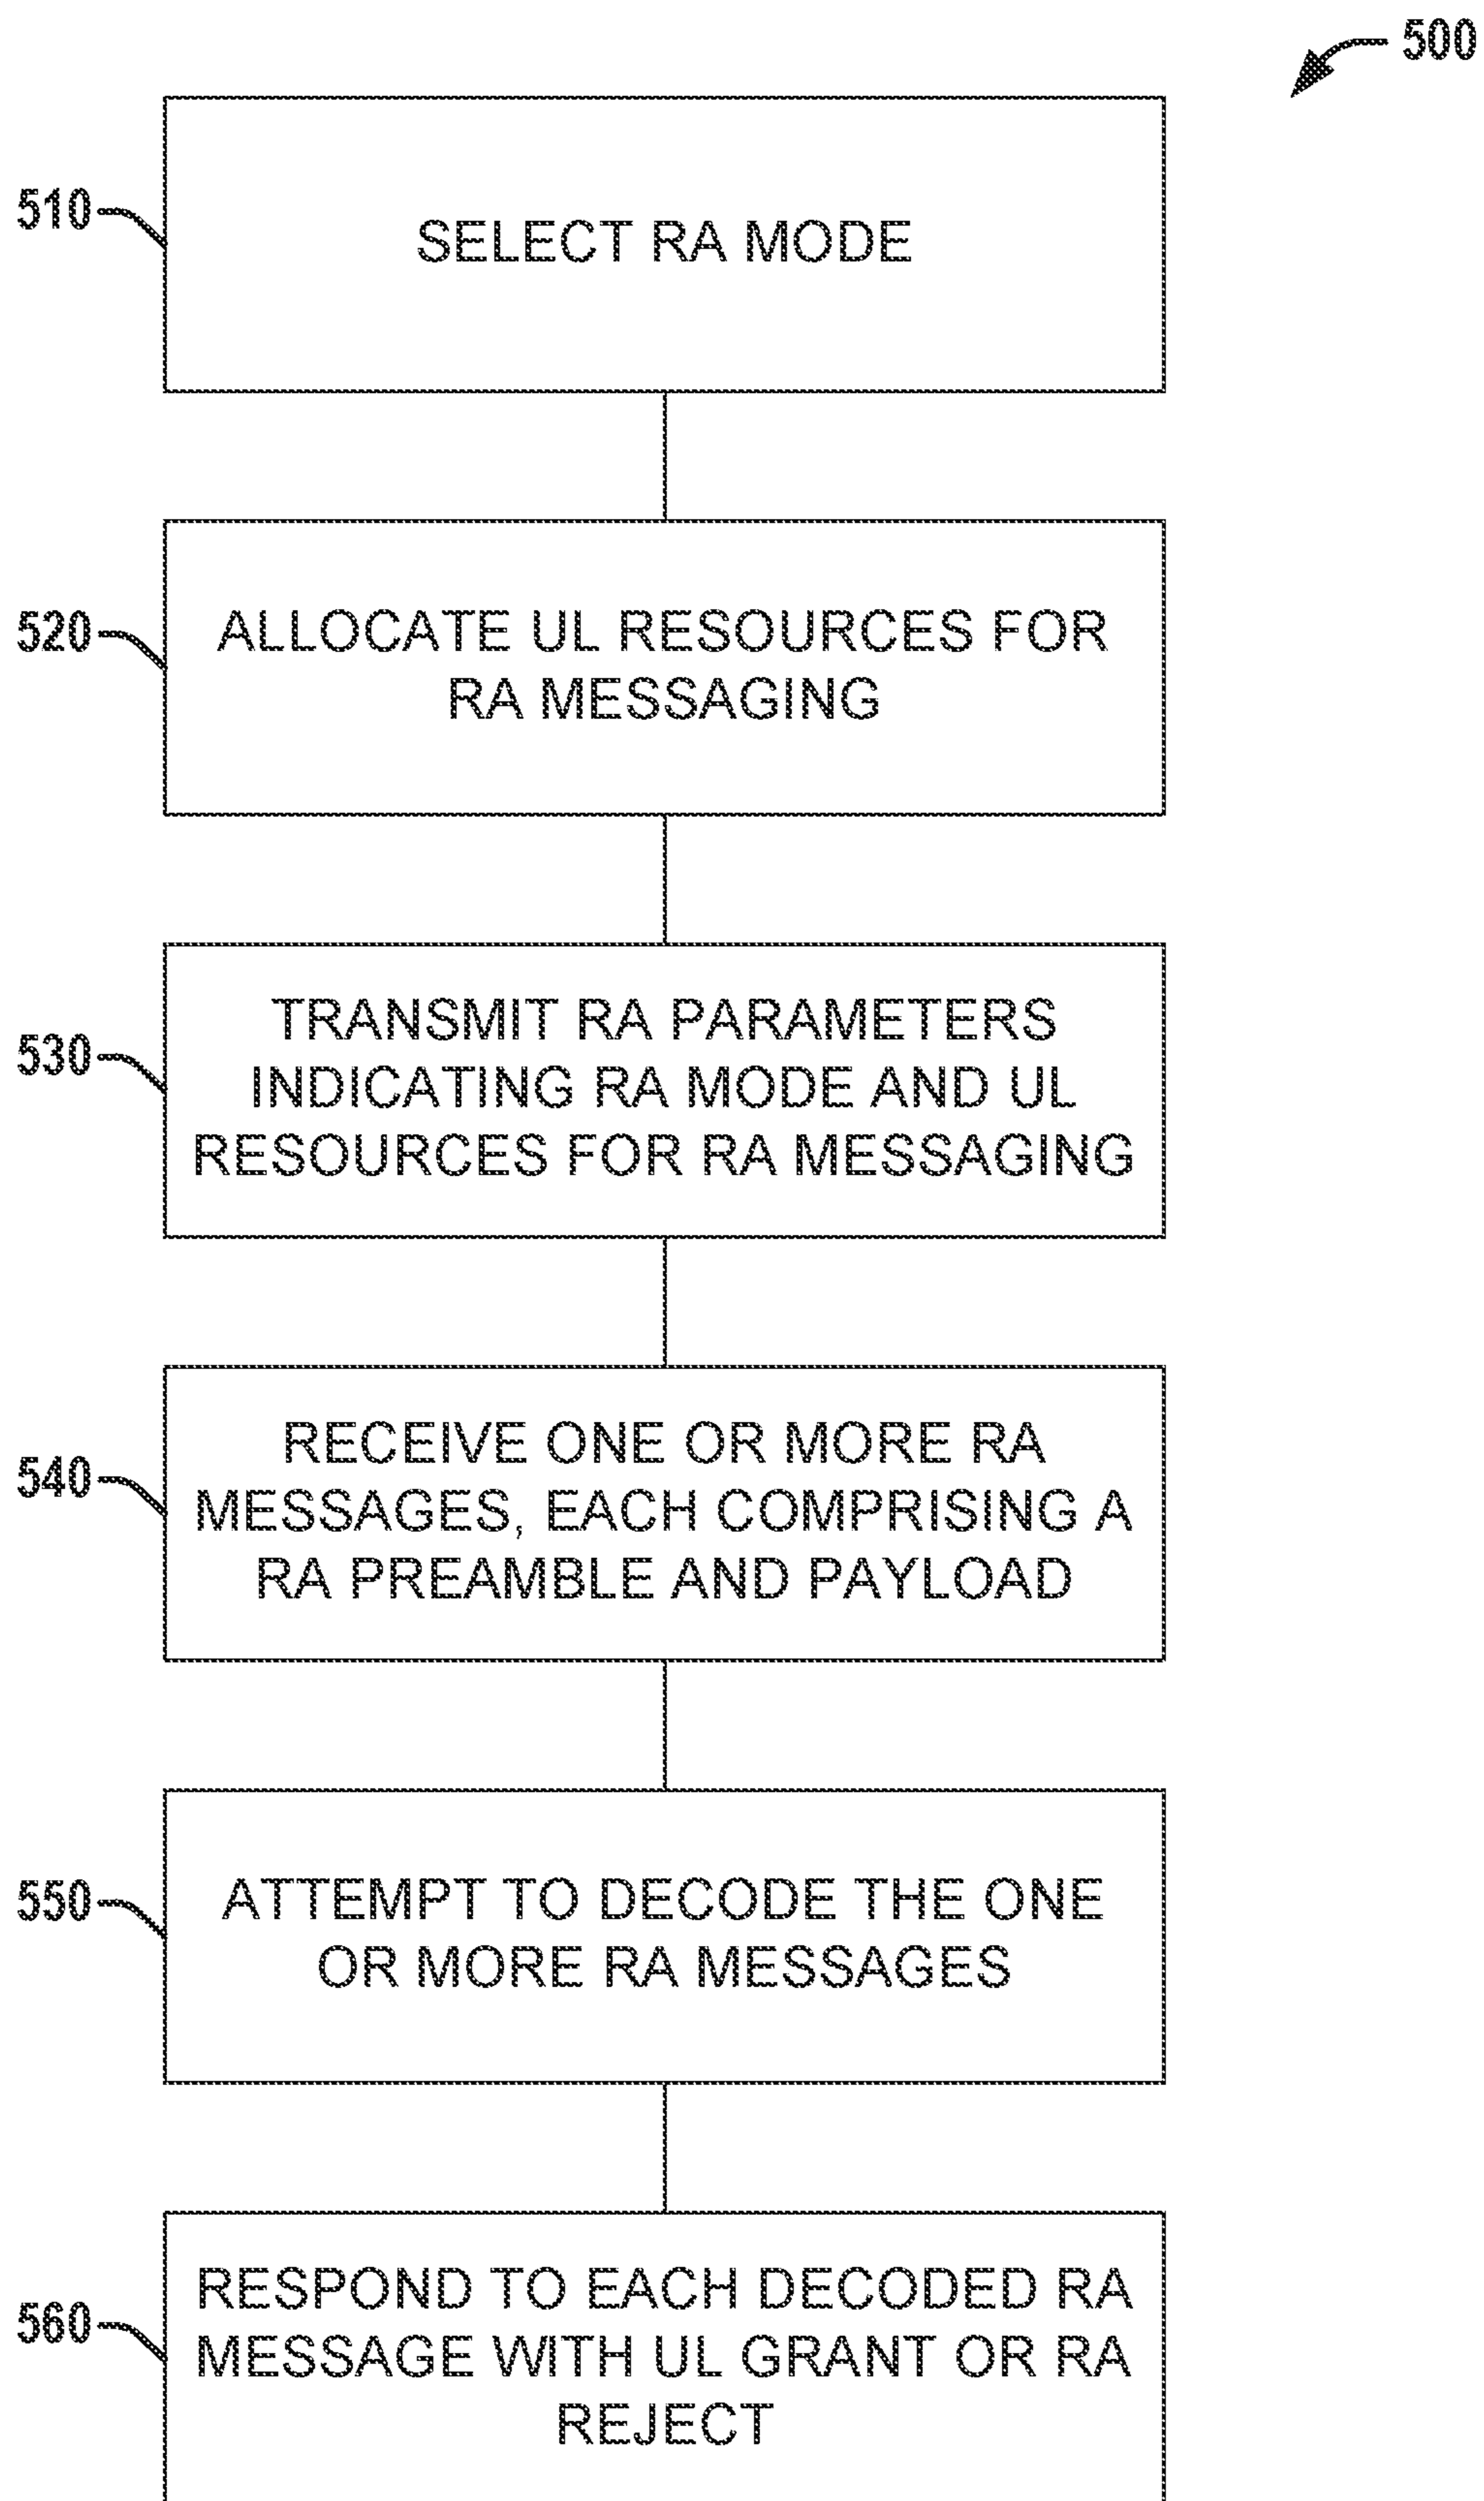 500
510
SELECT RA MODE
520
ALLOCATE UL RESOURCES FOR
RA MESSAGING
530
TRANSMIT RA PARAMETERS
INDICATING RA MODE AND UL
RESOURCES FOR RA MESSAGING
540
RECEIVE ONE OR MORE RA
MESSAGES, EACH COMPRISING A
RA PREAMBLE AND PAYLOAD
550
ATTEMPT TO DECODE THE ONE
OR MORE RA MESSAGES
560
RESPOND TO EACH DECODED RA
MESSAGE WITH UL GRANT OR RA
REJECT